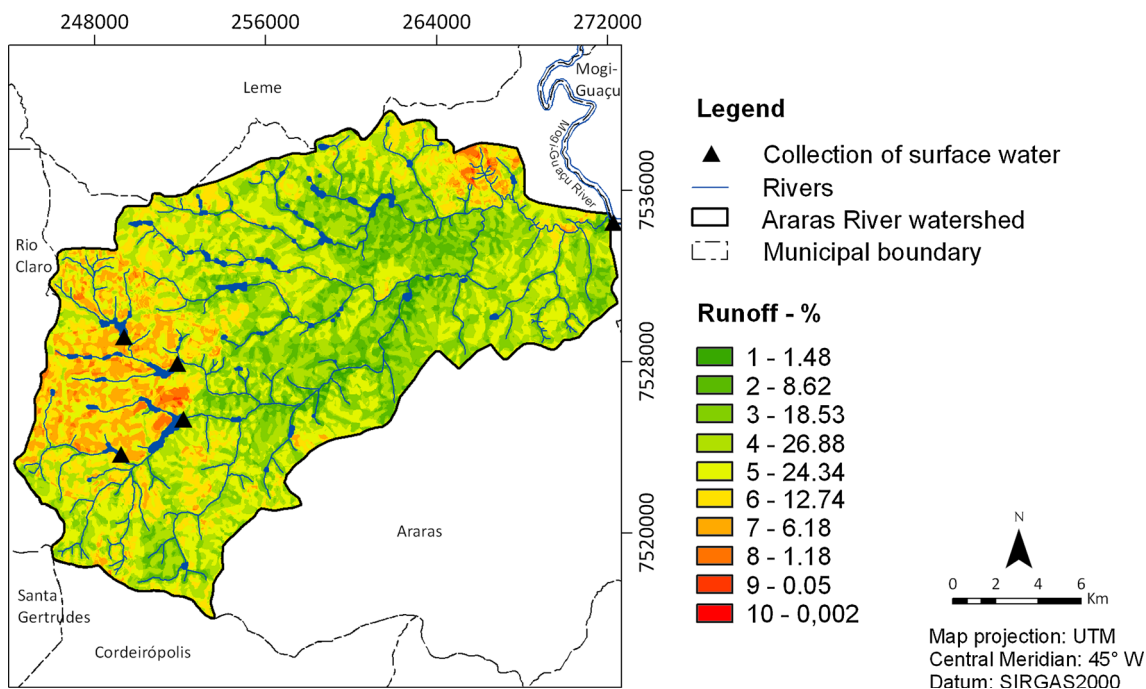 248000 256000 264000 272000
Mogi-
Guaçu
Leme
Mogi-Guaçu River
7536000
Rio
Claro
7528000
Araras
7520000
Santa
Gertrudes
Cordeirópolis
Legend
Collection of surface water
Rivers
Araras River watershed
Municipal boundary
Runoff - %
1 - 1.48
2 - 8.62
3 - 18.53
4 - 26.88
5 - 24.34
6 - 12.74
7 - 6.18
8 - 1.18
9 - 0.05
10 - 0,002
N
0 2 4 6
Km
Map projection: UTM
Central Meridian: 45° W
Datum: SIRGAS2000